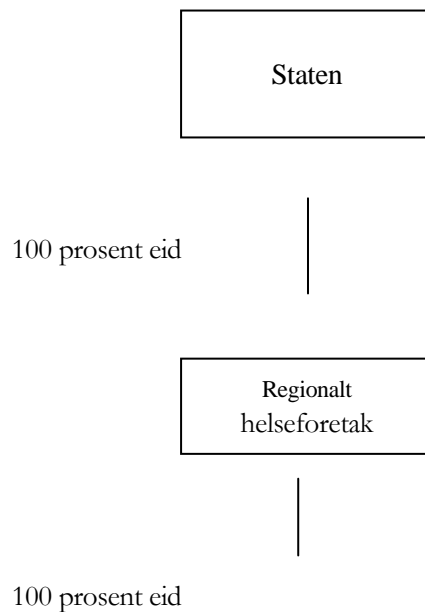 Staten
100 prosent eid
Regionalt
helseforetak
100 prosent eid